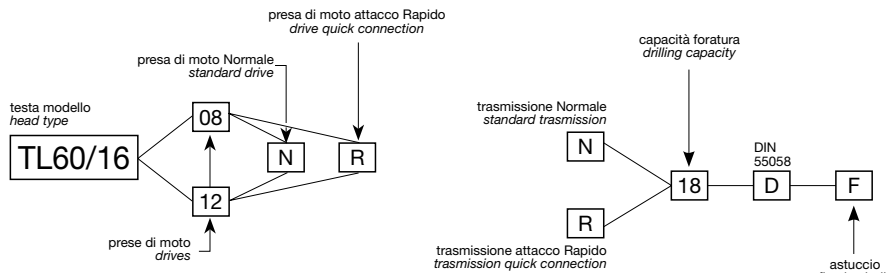 presa di moto attacco Rapido
drive quick connection
presa di moto Normale
standard drive
testa modello
head type
TL60/16
08
N
R
12
prese di moto
drives
capacità foratura
drilling capacity
trasmissione Normale
standard trasmission
N
DIN
55058
18
D
F
R
trasmissione attacco Rapido
trasmission quick connection
astuccio